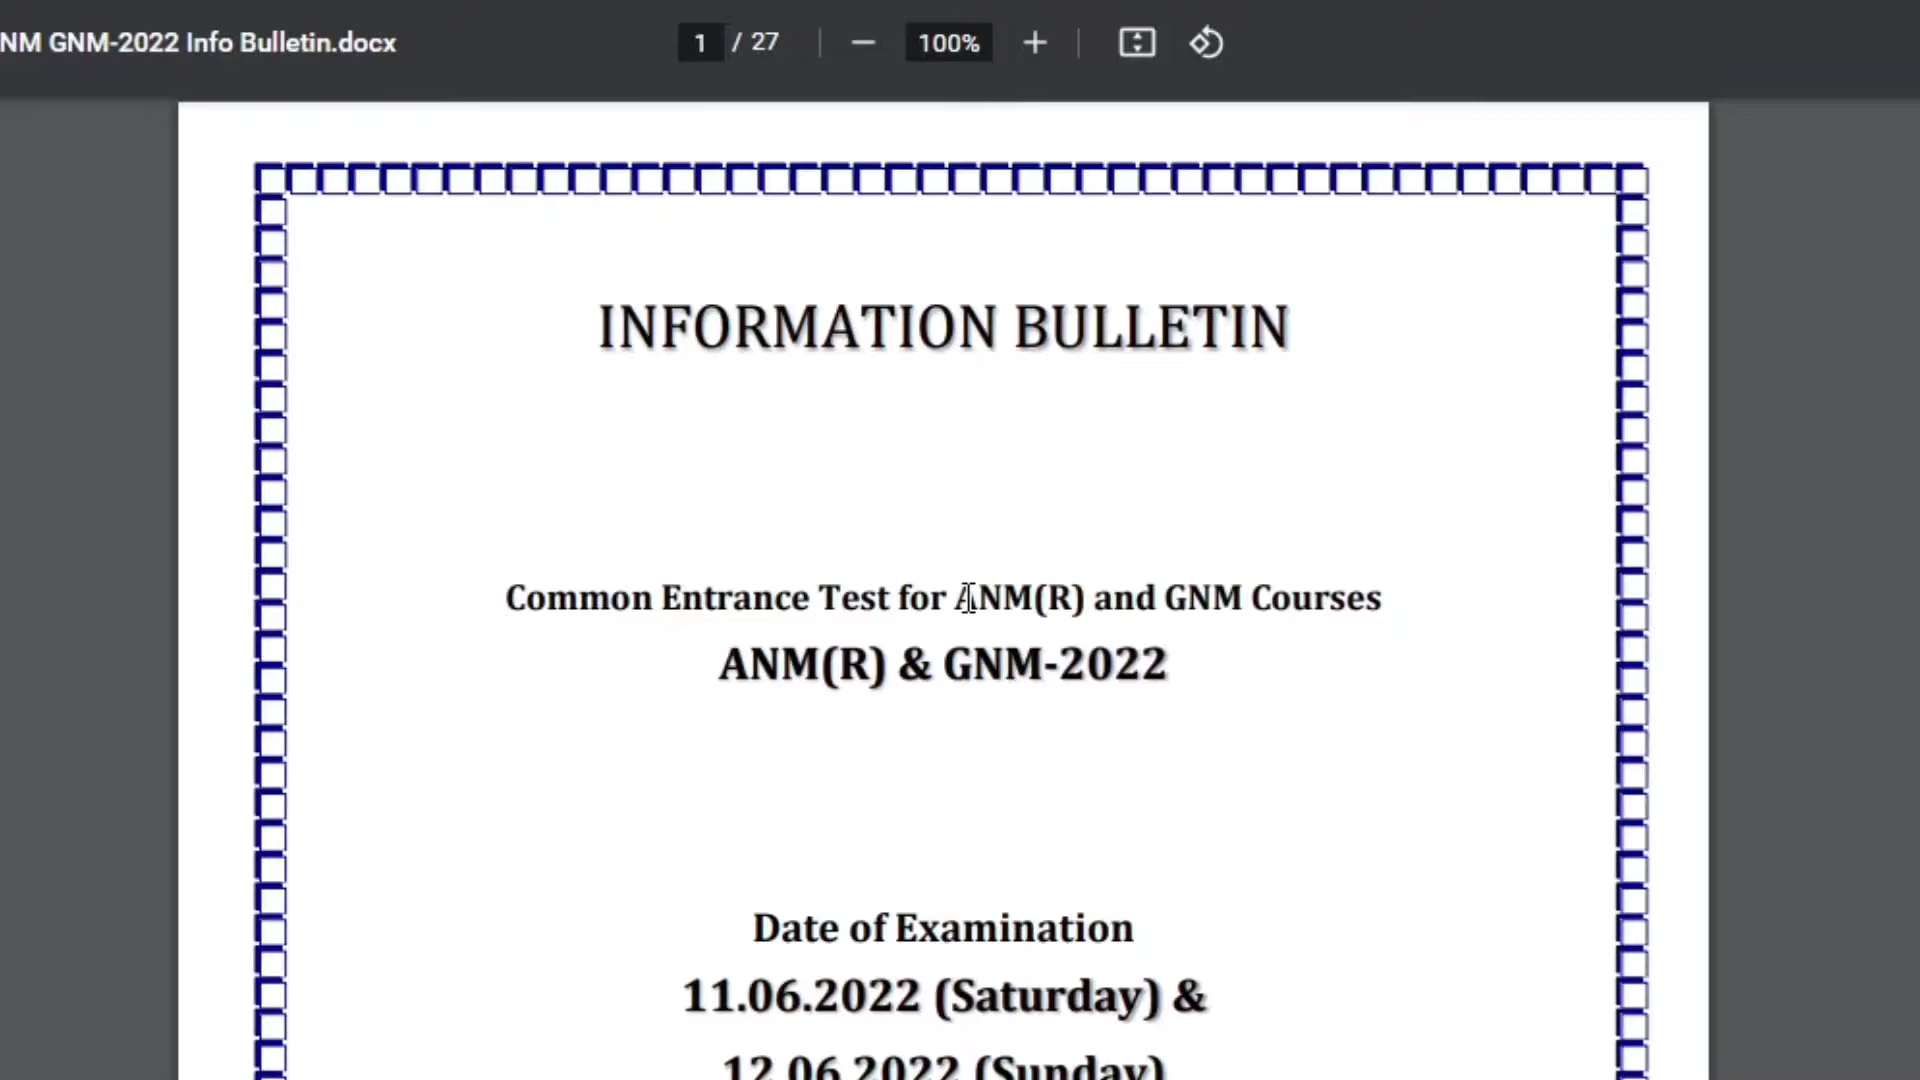 NM GNM-2022 Info Bulletin.docx
1 / 27
100%
INFORMATION BULLETIN
Common Entrance Test for ANM(R) and GNM Courses
ANM(R) & GNM-2022
Date of Examination
11.06.2022 (Saturday) &
12.06.2022 (Sunday)